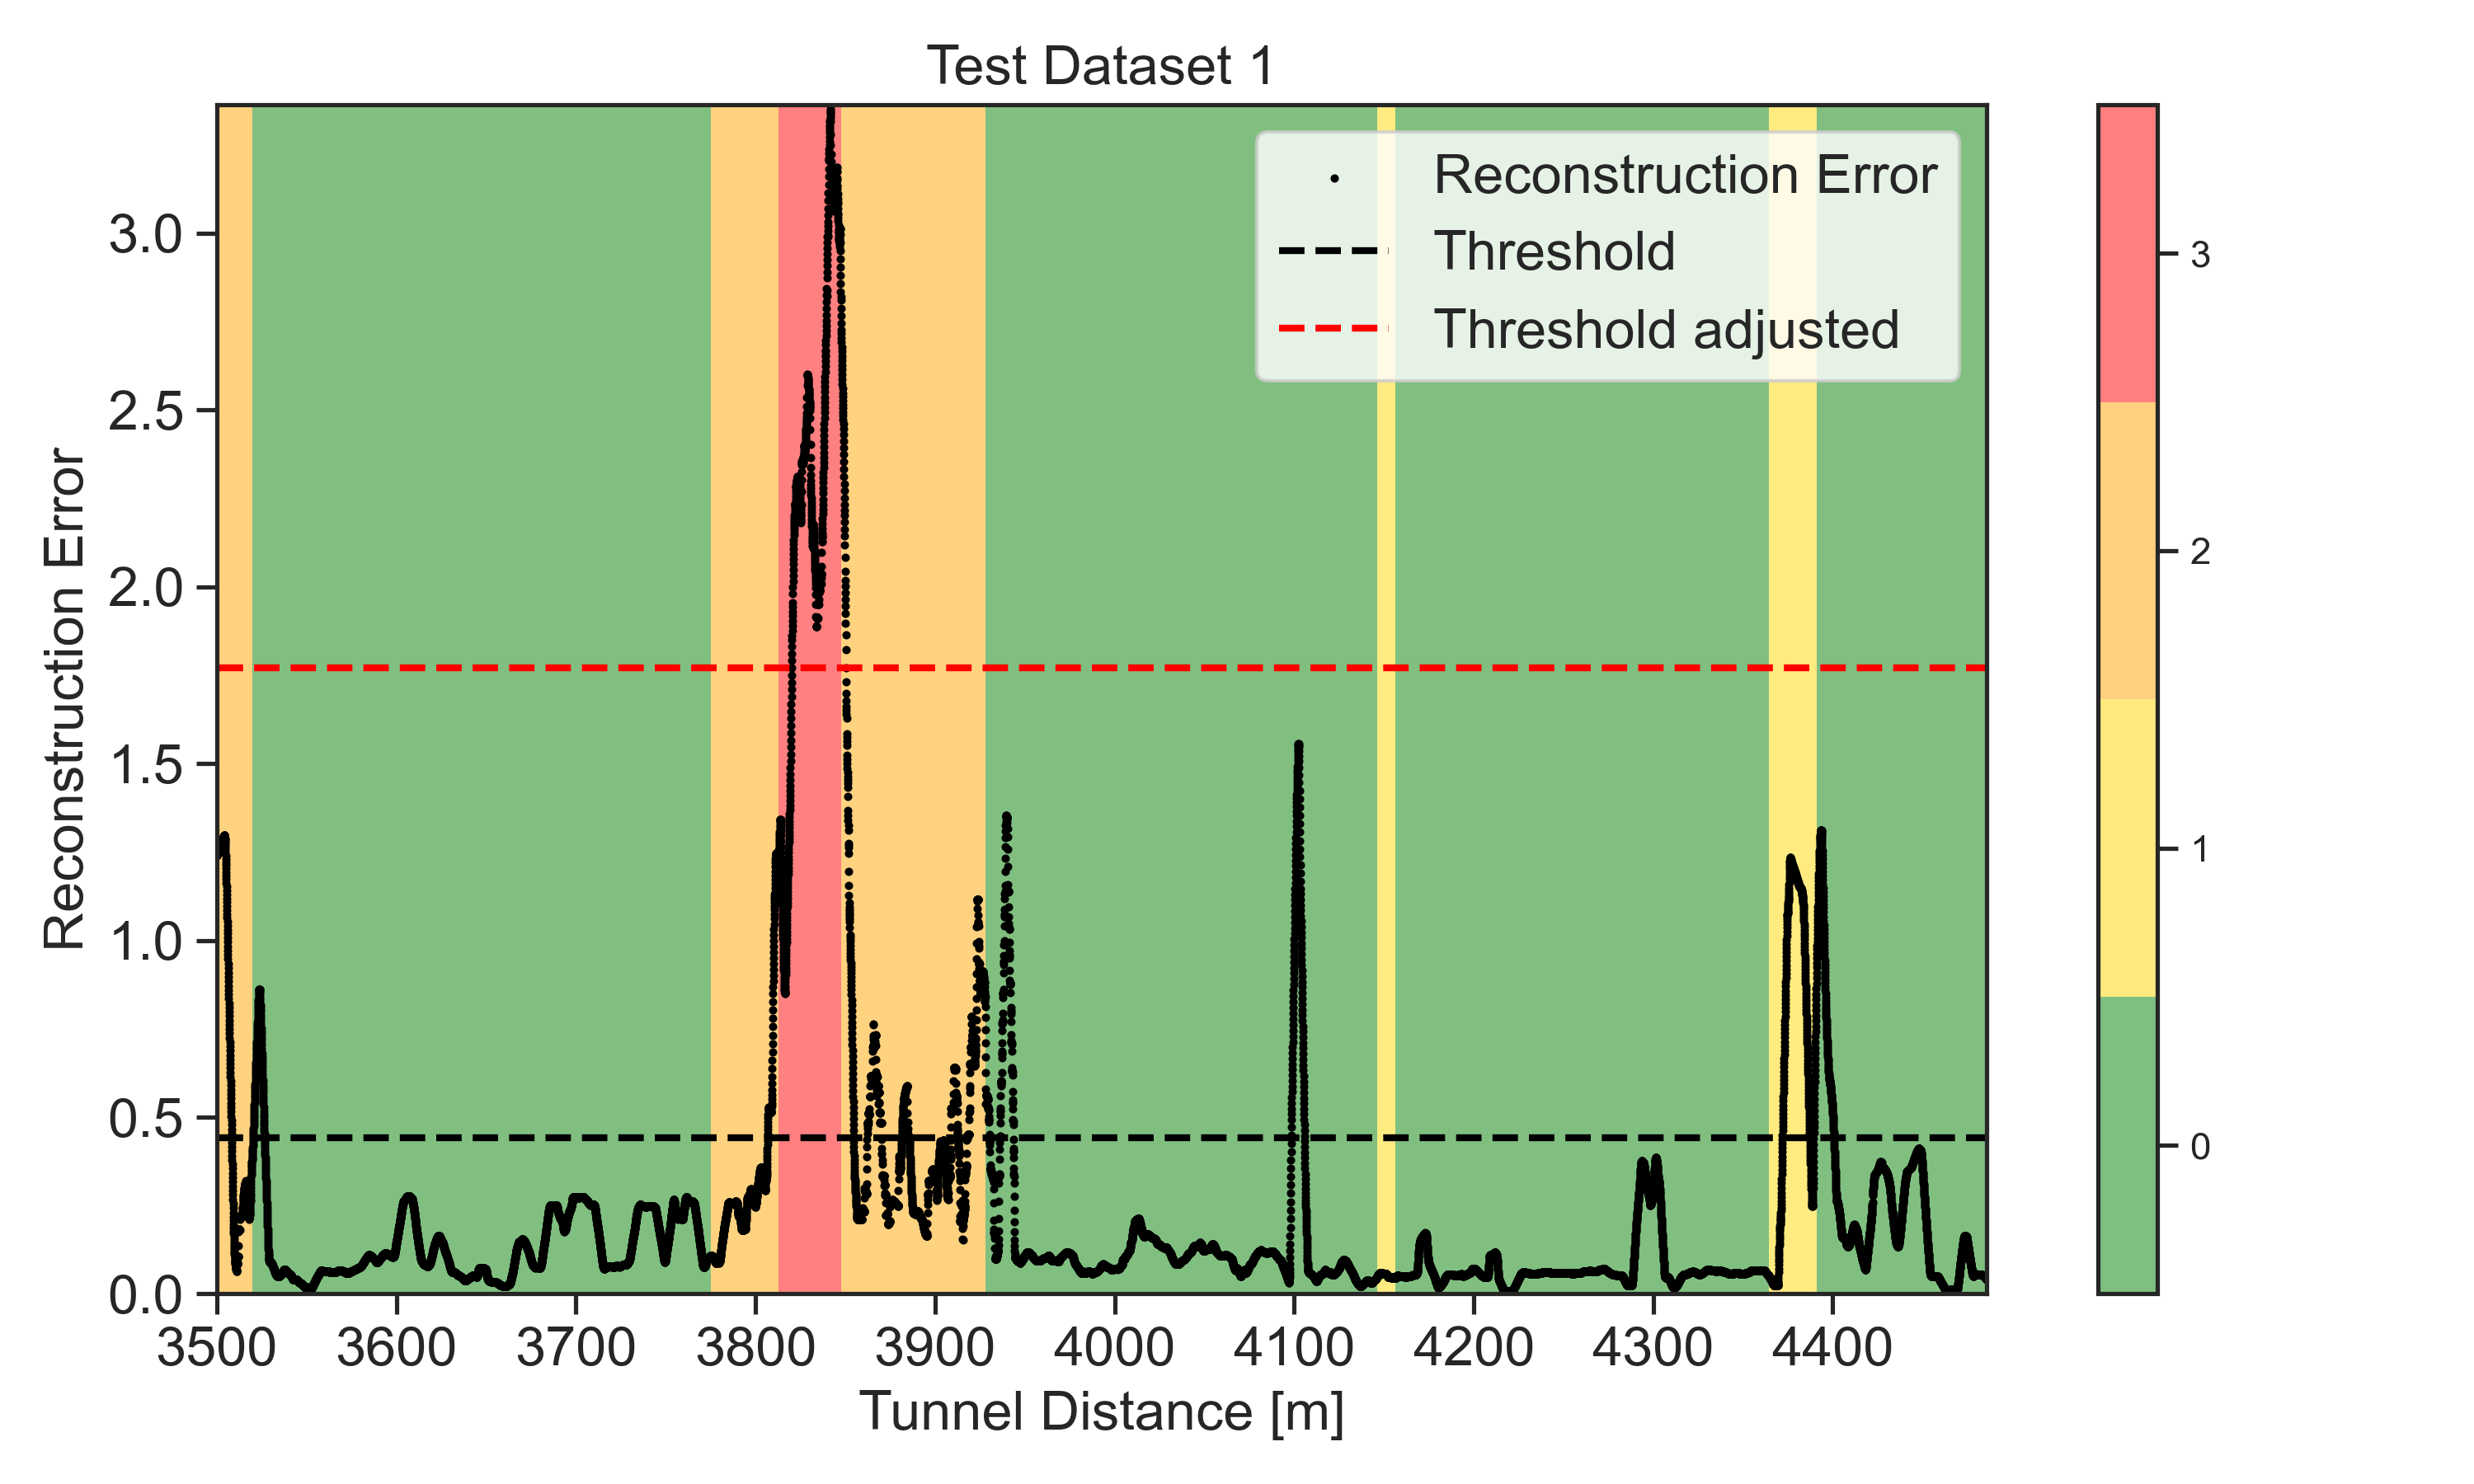 Test Dataset 1
Reconstruction Error
Threshold
Threshold adjusted
Reconstruction Error
3.0
2.5
2.0
1.5
1.0
0.5
0.0
3500 3600 3700 3800 3900 4000 4100 4200 4300 4400
Tunnel Distance [m]
3
2
1
0